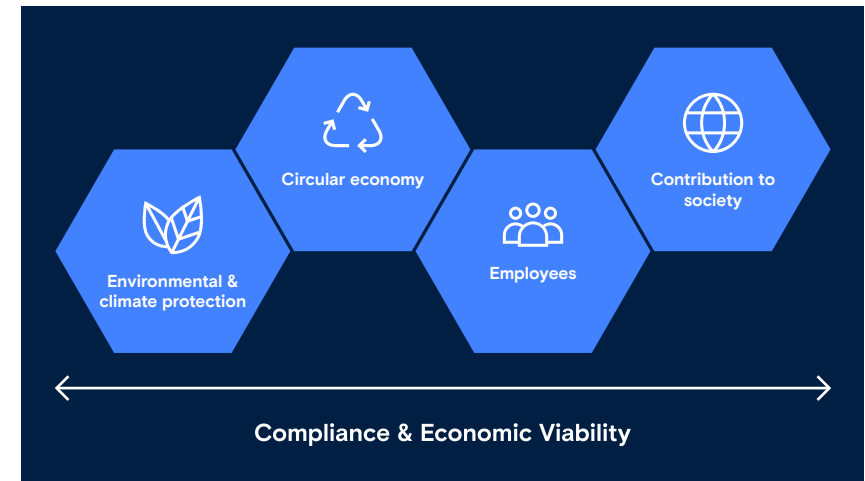 Environmental &
climate protection
Circular economy
Employees
Contribution to
society
Compliance & Economic Viability